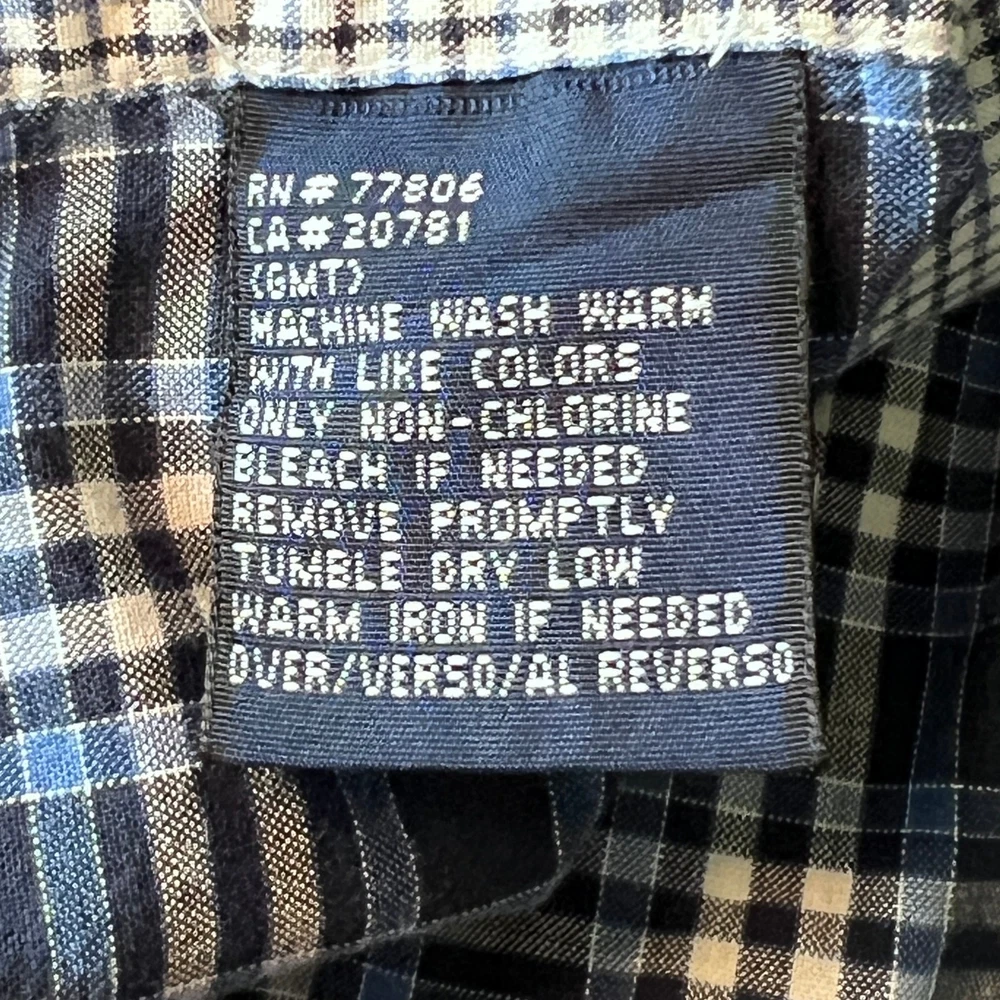 RN# 77806
CA# 20781
(GMT)
MACHINE WASH WARM
WITH LIKE COLORS
ONLY NON-CHLORINE
BLEACH IF NEEDED
REMOVE PROMPTLY
TUMBLE DRY LOW
WARM IRON IF NEEDED
OVER/VERSO/AL REVERSO